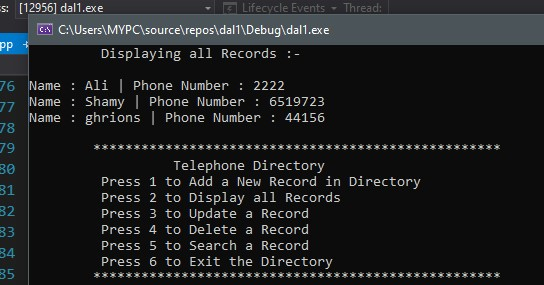 ss: [12956] dal1.exe Lifecycle Events Thread:
C:\Users\MYPC\source\repos\dal1\Debug\dal1.exe
pp
Displaying all Records :-
76 Name : Ali | Phone Number : 2222
77 Name : Shamy | Phone Number : 6519723
78 Name : ghrions | Phone Number : 44156
79 ***************************************************
80 Telephone Directory
81 Press 1 to Add a New Record in Directory
82 Press 2 to Display all Records
83 Press 3 to Update a Record
84 Press 4 to Delete a Record
Press 5 to Search a Record
Press 6 to Exit the Directory
85 ***************************************************